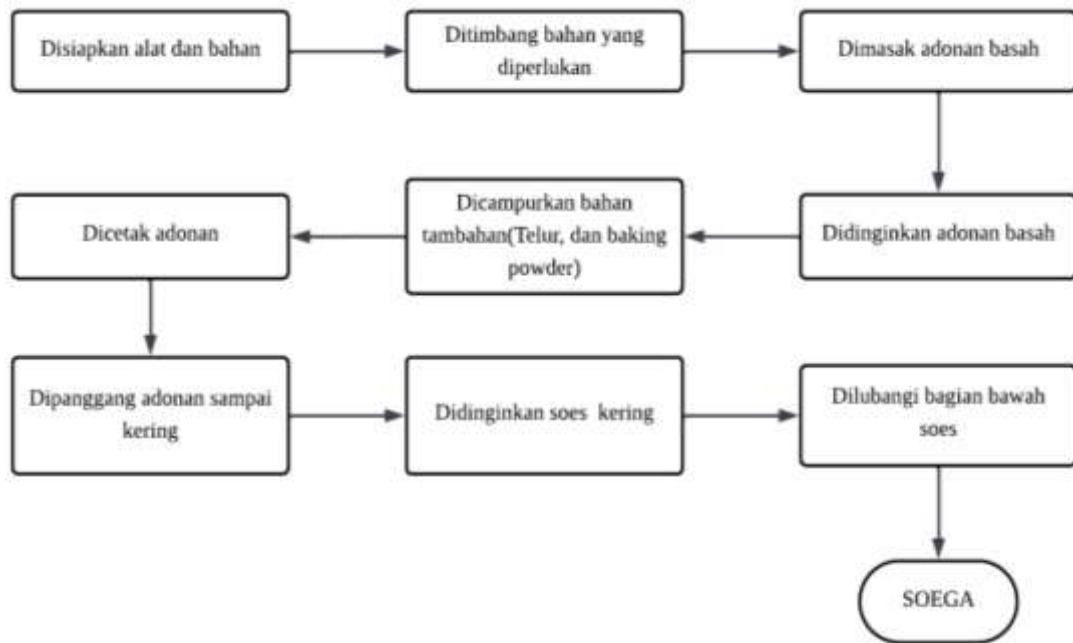 Disiapkan alat dan bahan
Ditimbang bahan yang
diperlukan
Dimasak adonan basah
Didinginkan adonan basah
Dicampurkan bahan
tambahan(Telur, dan baking
powder)
Dicetak adonan
Dipanggang adonan sampai
kering
Didinginkan soes kering
Dilubangi bagian bawah
soes
SOEGA